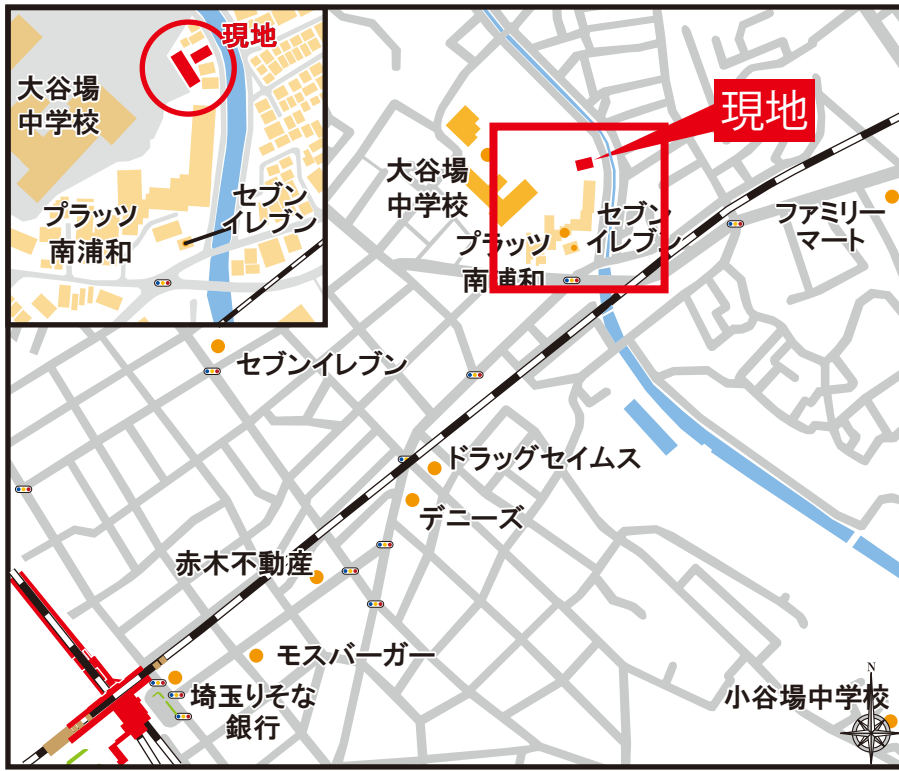 現地
大谷場
中学校
プラッツ
南浦和
セブン
イレブン
現地
大谷場
中学校
プラッツ
南浦和
セブン
イレブン
ファミリー
マート
セブンイレブン
ドラッグセイムス
デニーズ
赤木不動産
モスバーガー
埼玉りそな
銀行
小谷場中学校
N